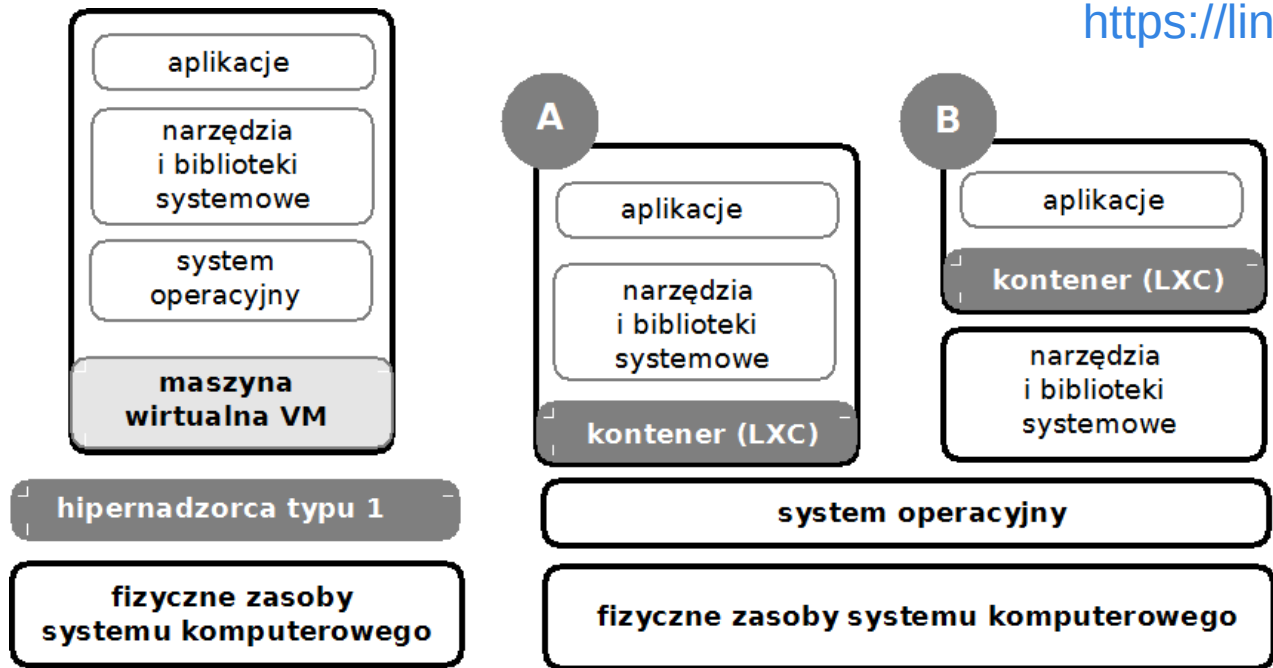 https://lin
aplikacje
narzędzia
i biblioteki
systemowe
system
operacyjny
maszyna
wirtualna VM
hipernadzorca typu 1
fizyczne zasoby
systemu komputerowego
A
aplikacje
narzędzia
i biblioteki
systemowe
kontener (LXC)
B
aplikacje
kontener (LXC)
narzędzia
i biblioteki
systemowe
system operacyjny
fizyczne zasoby systemu komputerowego